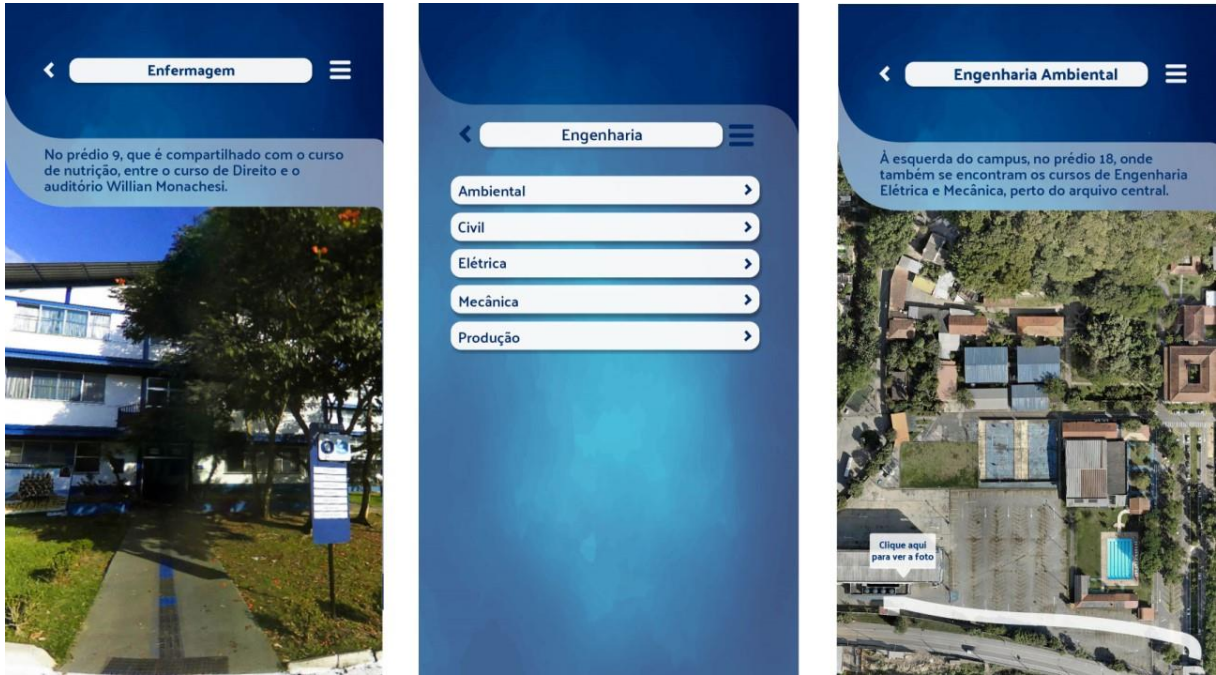 Enfermagem
No prédio 9, que é compartilhado com o curso
de nutrição, entre o curso de Direito e o
auditório Willian Monachesi.
Engenharia
Ambiental
Civil
Elétrica
Mecânica
Produção
Engenharia Ambiental
À esquerda do campus, no prédio 18, onde
também se encontram os cursos de Engenharia
Elétrica e Mecânica, perto do arquivo central.
Clique aqui
para ver a foto